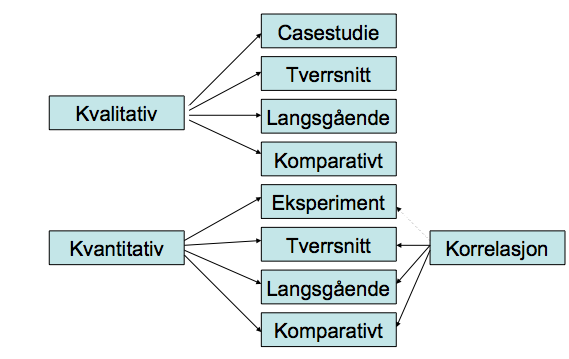 Casestudie
Tverrsnitt
Kvalitativ
Langsgående
Komparativt
Eksperiment
Kvantitativ
Tverrsnitt
Korrelasjon
Langsgående
Komparativt